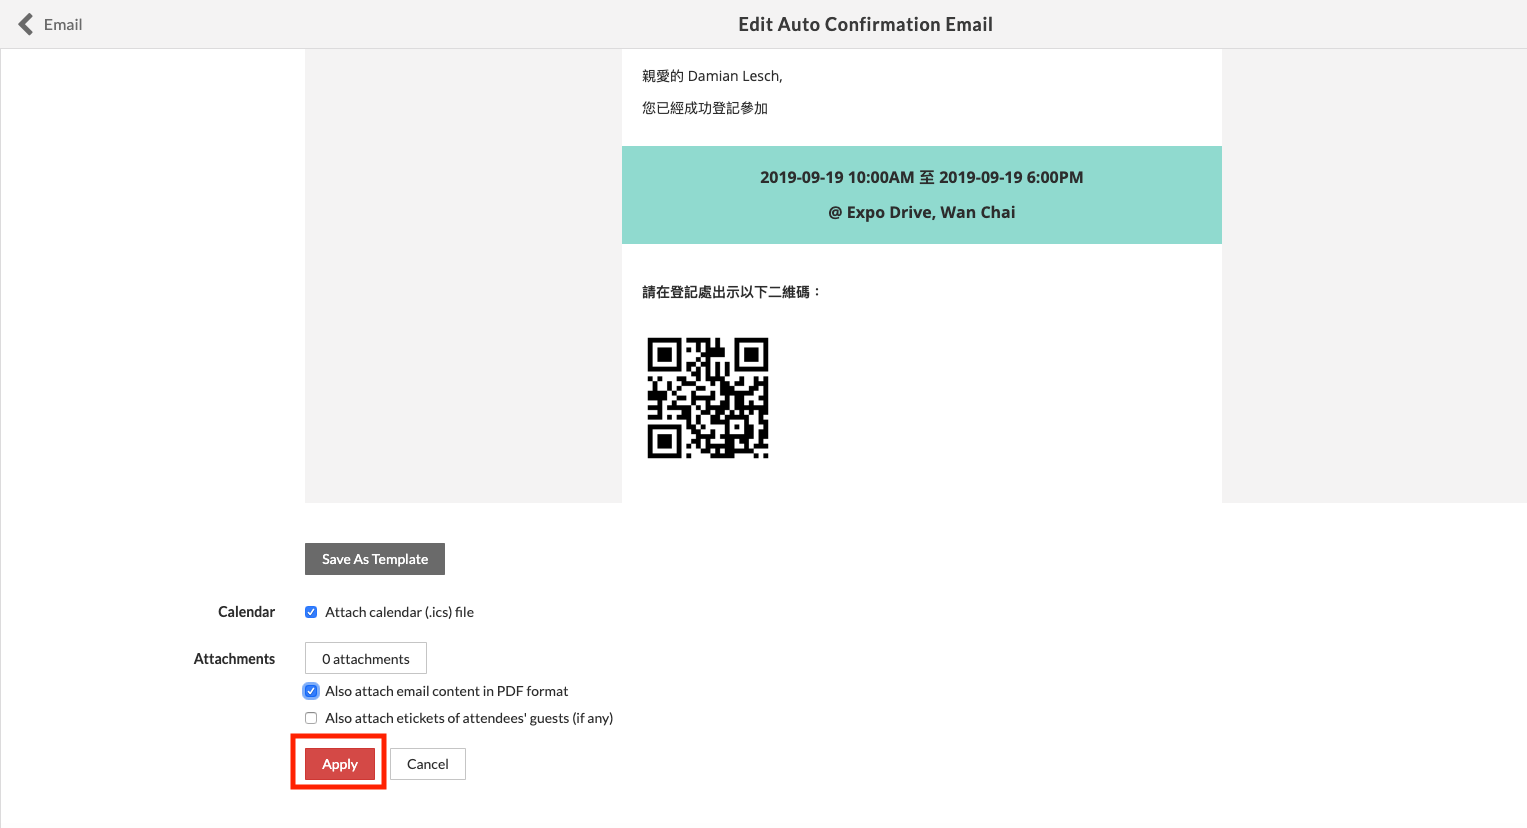 Email
Edit Auto Confirmation Email
親愛的 Damian Lesch,
您已經成功登記參加
2019-09-19 10:00AM 至 2019-09-19 6:00PM
@ Expo Drive, Wan Chai
請在登記處出示以下二維碼：
Save As Template
Calendar
Attach calendar (.ics) file
Attachments
0 attachments
Also attach email content in PDF format
Also attach etickets of attendees' guests (if any)
Apply
Cancel